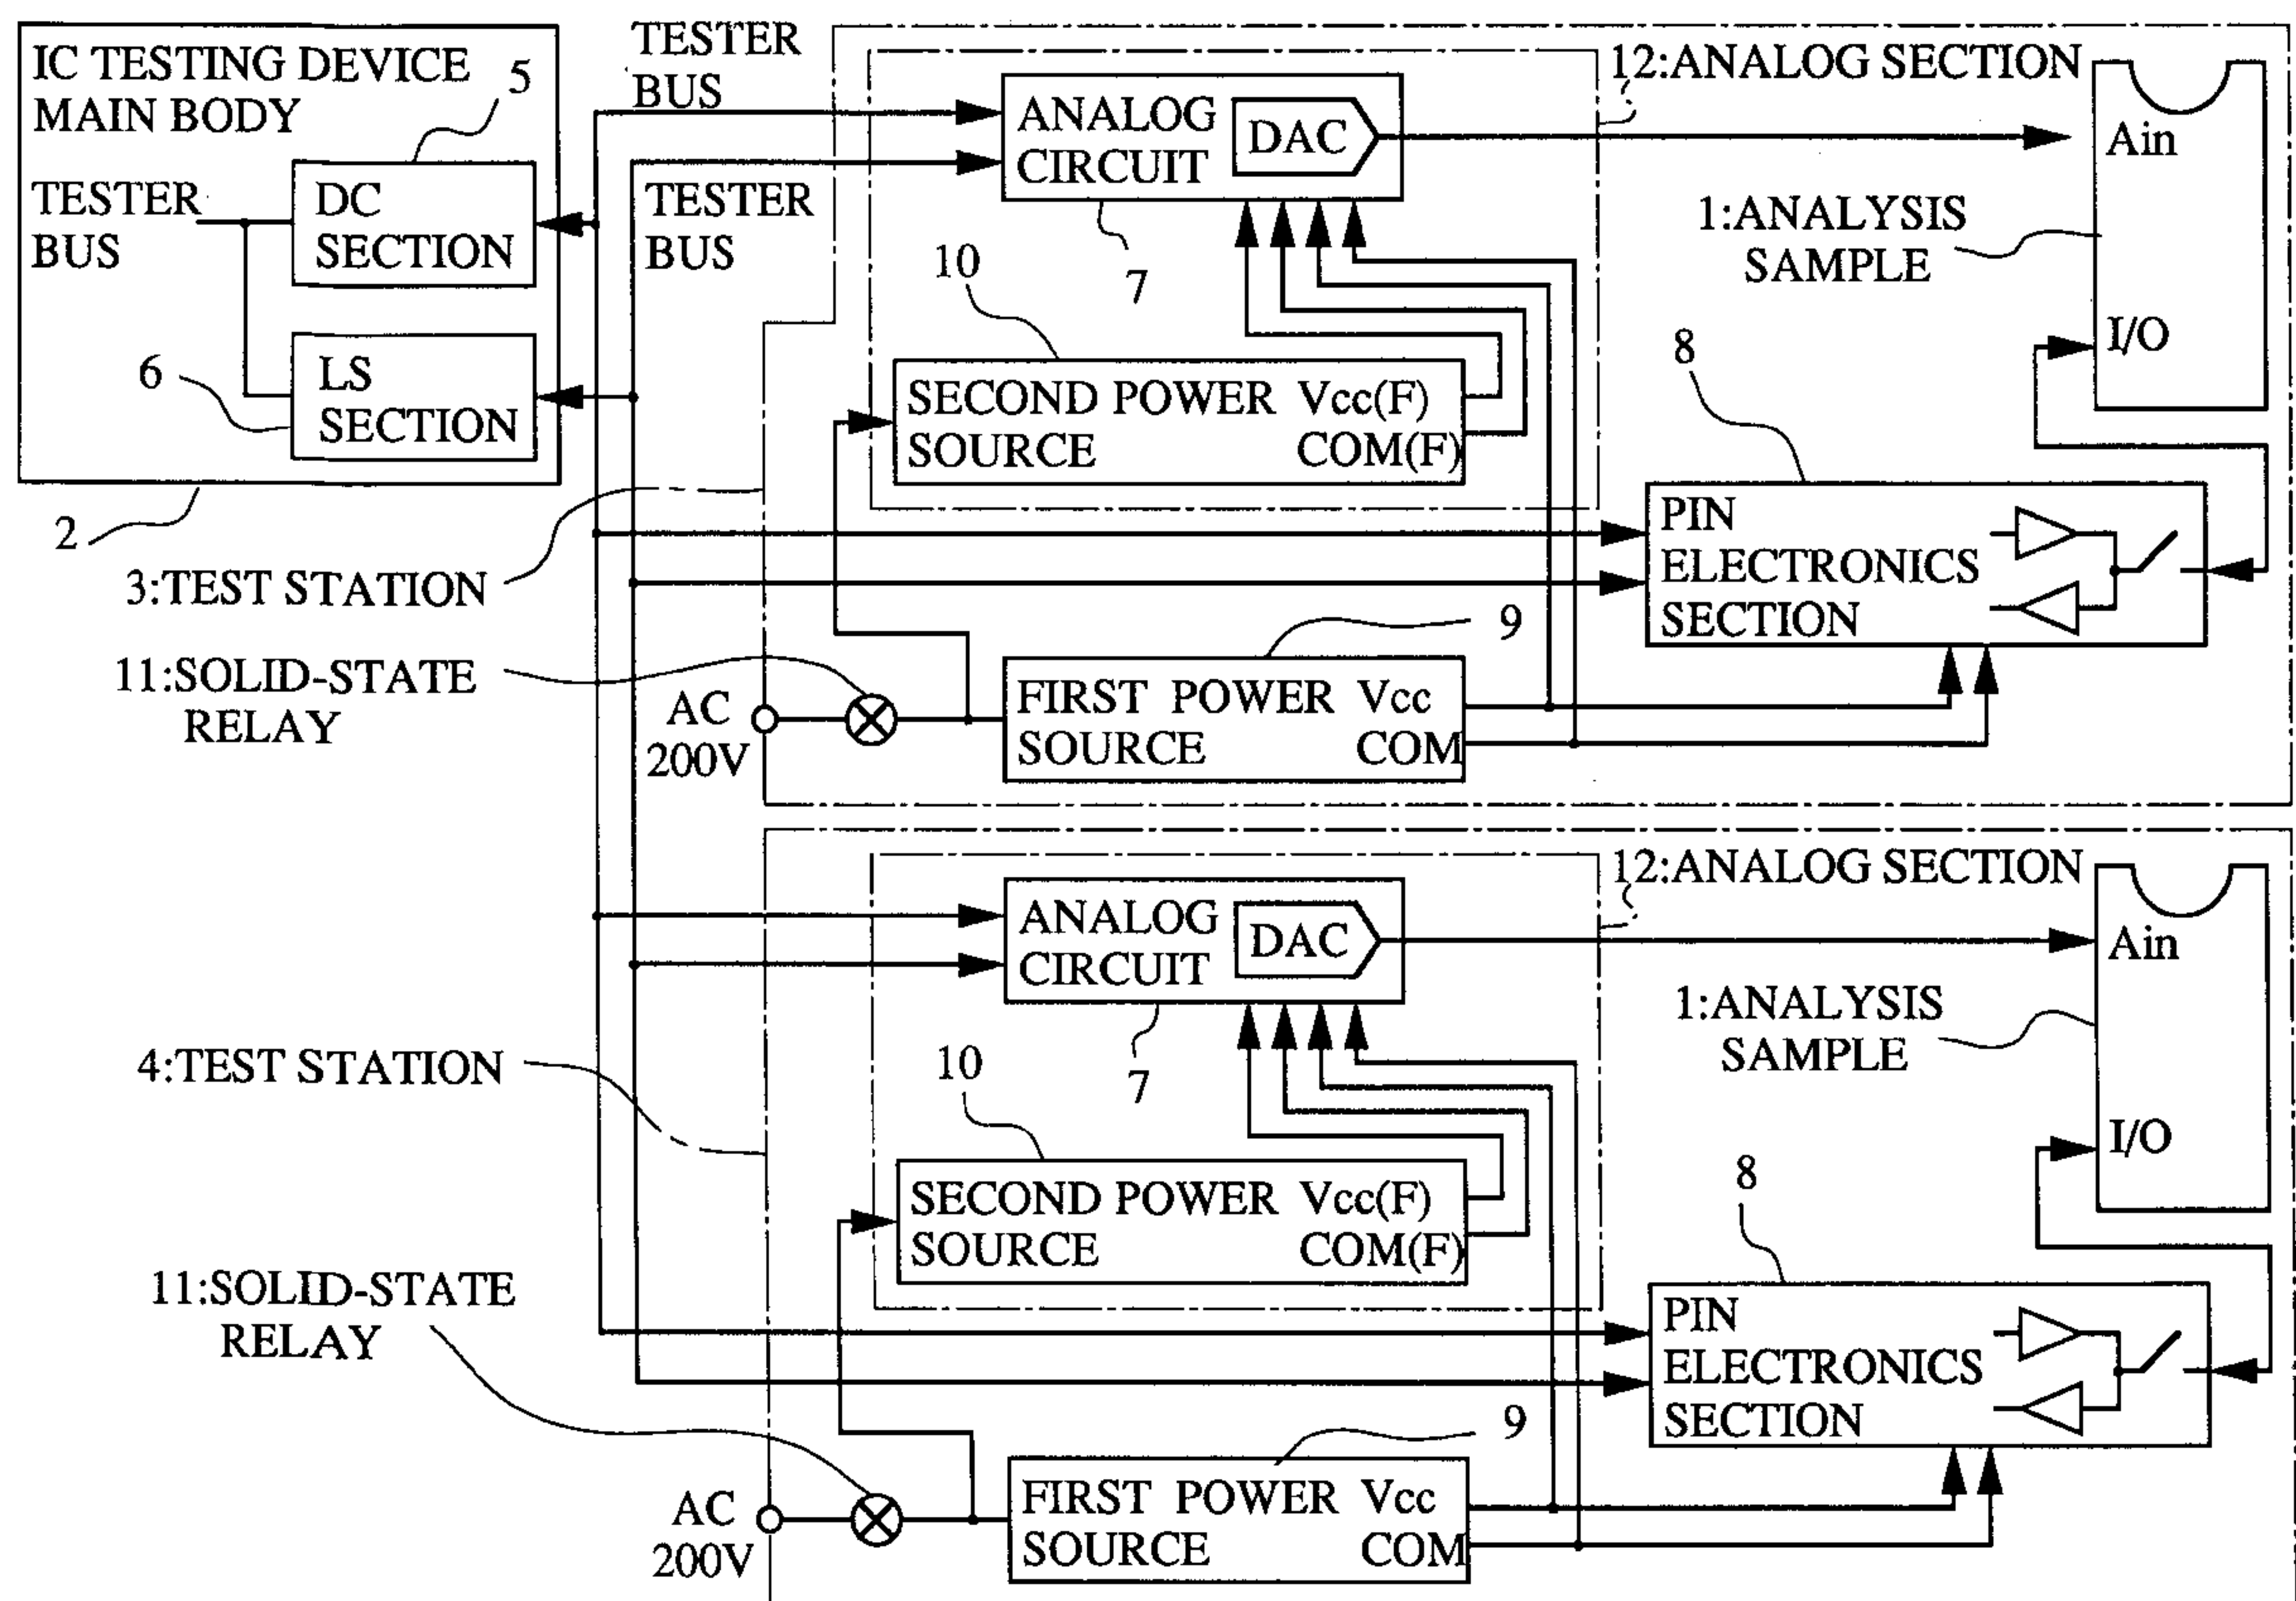 IC TESTING DEVICE
MAIN BODY
5
TESTER
BUS
DC
SECTION
6
LS
SECTION
2
TESTER
BUS
TESTER
BUS
ANALOG
CIRCUIT
DAC
7
12:ANALOG SECTION
Ain
1:ANALYSIS
SAMPLE
I/O
10
SECOND POWER Vcc(F)
SOURCE COM(F)
8
PIN
ELECTRONICS
SECTION
3:TEST STATION
9
11:SOLID-STATE
RELAY
AC
200V
FIRST POWER Vcc
SOURCE COM
12:ANALOG SECTION
ANALOG
CIRCUIT
DAC
7
Ain
1:ANALYSIS
SAMPLE
I/O
4:TEST STATION
10
SECOND POWER Vcc(F)
SOURCE COM(F)
8
PIN
ELECTRONICS
SECTION
11:SOLID-STATE
RELAY
9
AC
200V
FIRST POWER Vcc
SOURCE COM